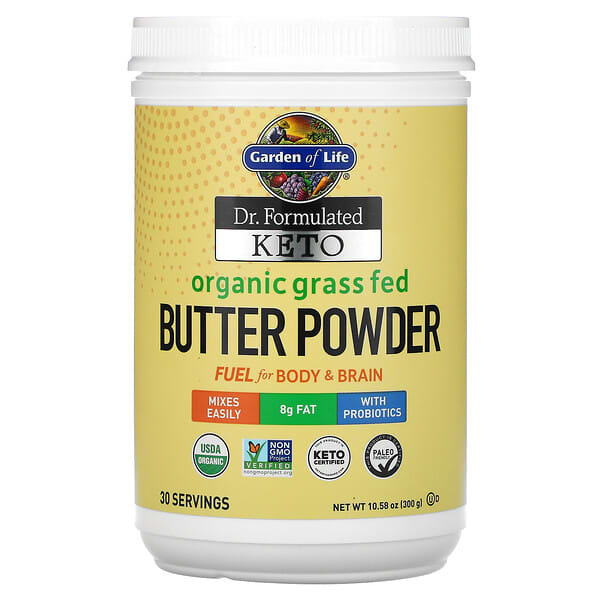 Garden of Life®
Dr. Formulated
KETO
organic grass fed
BUTTER POWDER
FUEL for BODY & BRAIN
MIXES
EASILY
8g FAT
WITH
PROBIOTICS
USDA
ORGANIC
NON
GMO
Project
VERIFIED
nongmoproject.org
KETO
CERTIFIED
PALEO
FRIENDLY
30 SERVINGS
NET WT 10.58 oz (300g) U D